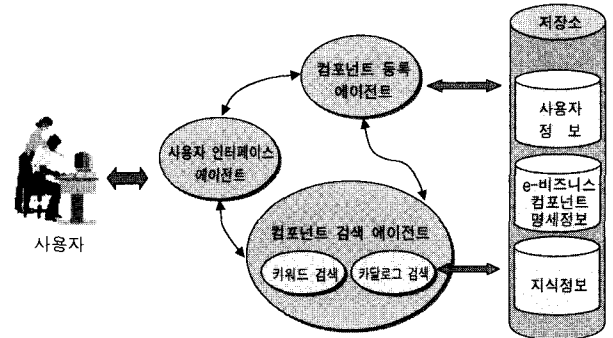 저장소
컴포넌트 등록
에이전트
사용자
정 보
사용자 인터페이스
에이전트
e-비즈니스
컴포넌트
명세정보
사용자
컴포넌트 검색 에이전트
키워드 검색
카달로그 검색
지식정보